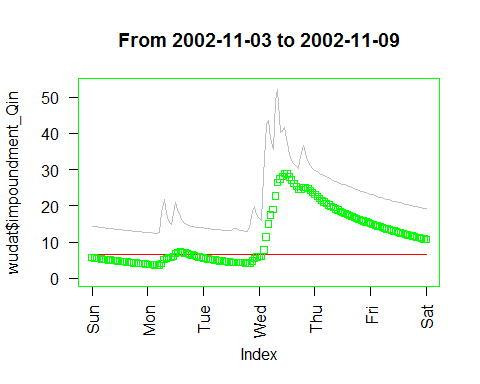 From 2002-11-03 to 2002-11-09
wudat$impoundment_Qin
50
40
30
20
10
0
Sun
Mon
Tue
Wed
Thu
Fri
Sat
Index